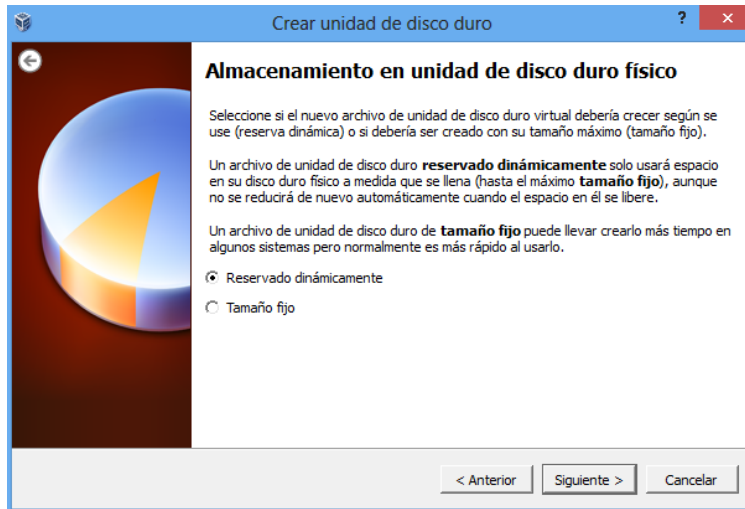 Crear unidad de disco duro
?
Almacenamiento en unidad de disco duro físico
Seleccione si el nuevo archivo de unidad de disco duro virtual debería crecer según se
use (reserva dinámica) o si debería ser creado con su tamaño máximo (tamaño fijo).
Un archivo de unidad de disco duro reservado dinámicamente solo usará espacio
en su disco duro físico a medida que se llena (hasta el máximo tamaño fijo), aunque
no se reducirá de nuevo automáticamente cuando el espacio en él se libere.
Un archivo de unidad de disco duro de tamaño fijo puede llevar crearlo más tiempo en
algunos sistemas pero normalmente es más rápido al usarlo.
Reservado dinámicamente
Tamaño fijo
< Anterior
Siguiente >
Cancelar